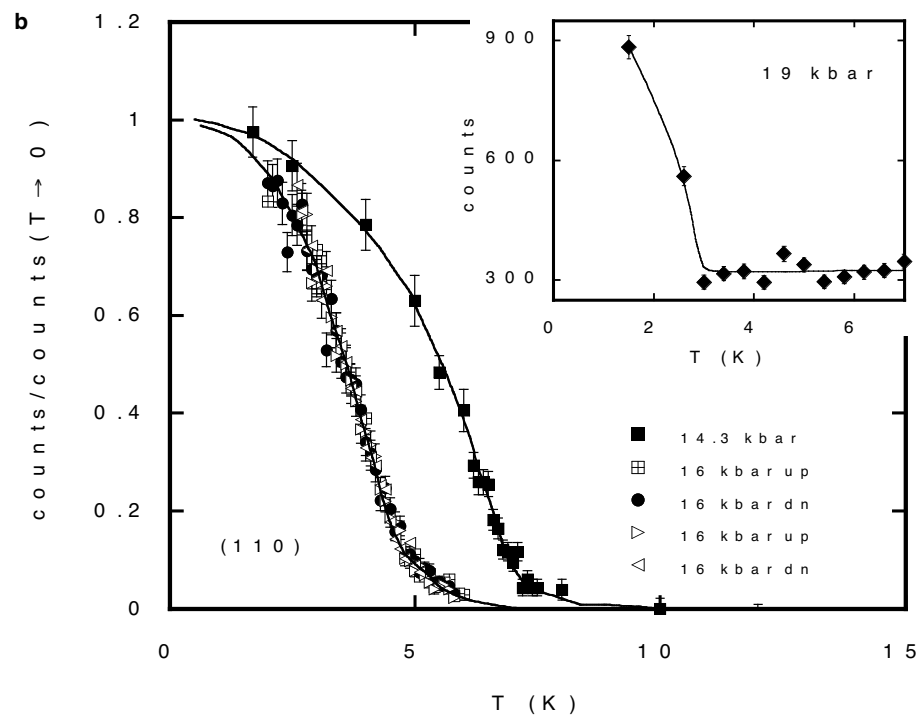 b
1.2
1
0.8
0.6
0.4
0.2
0
counts/counts(T → 0)
(110)
0 5 10 15
T (K)
14.3 kbar
16 kbar up
16 kbar dn
16 kbar up
16 kbar dn
900
600
300
counts
19 kbar
0 2 4 6
T (K)